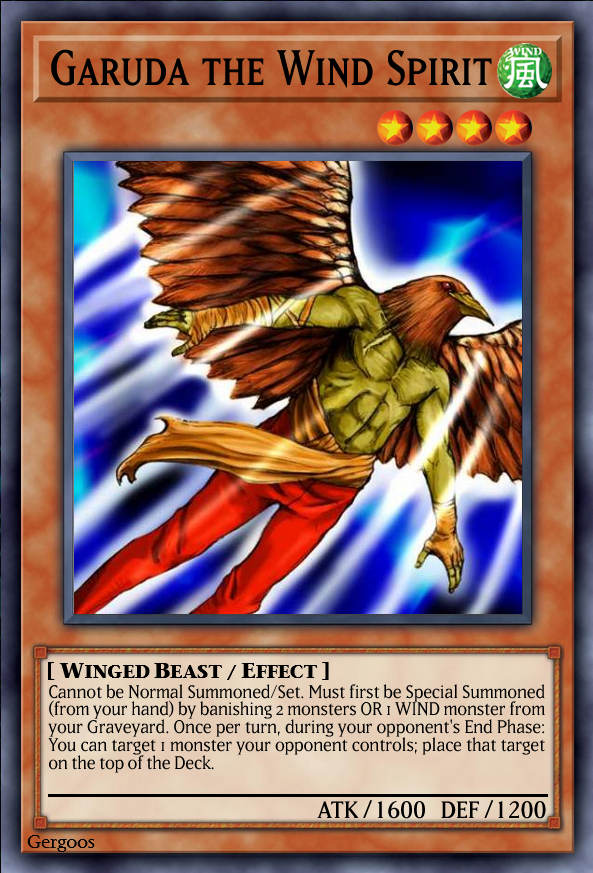 Garuda the Wind Spirit
WIND
風
[ Winged Beast / Effect ]
Cannot be Normal Summoned/Set. Must first be Special Summoned
(from your hand) by banishing 2 monsters OR 1 WIND monster from
your Graveyard. Once per turn, during your opponent's End Phase:
You can target 1 monster your opponent controls; place that target
on the top of the Deck.
ATK/1600 DEF/1200
Gergoos